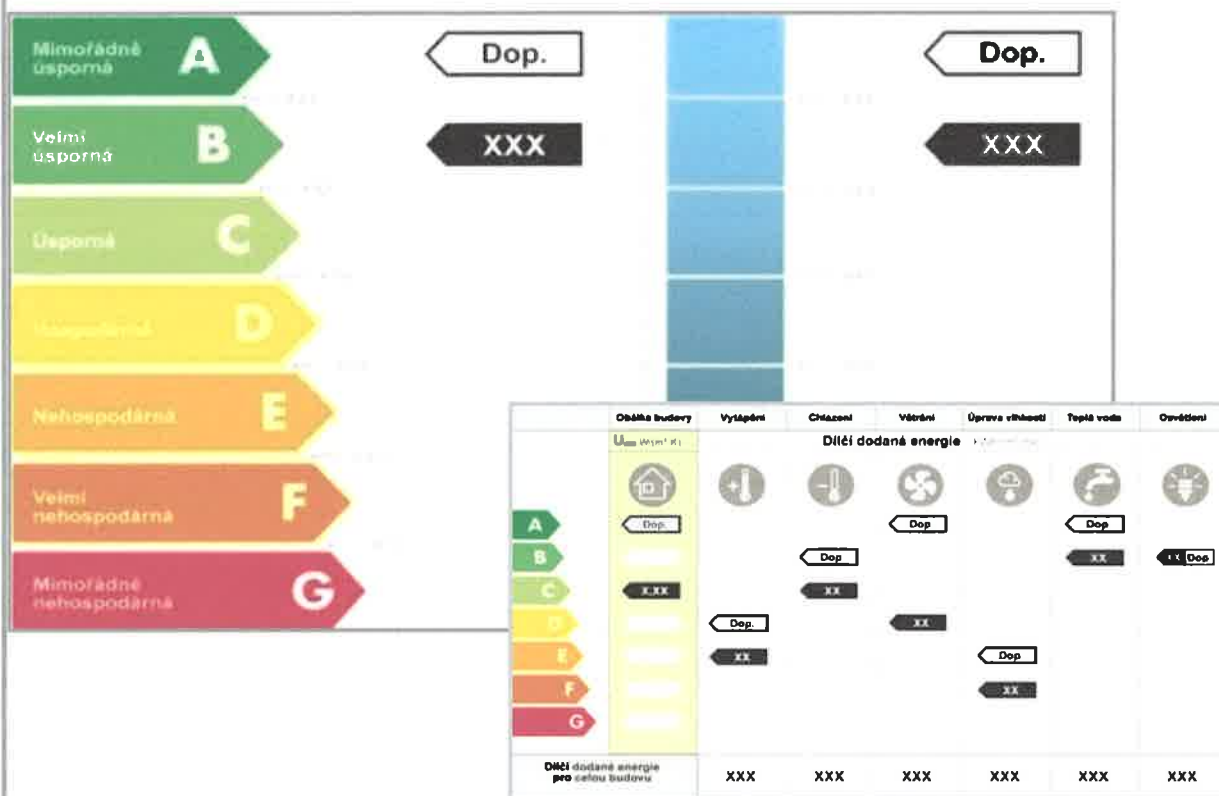 Mimořádně
úsporná
A
Dop.
Dop.
Velmi
úsporná
B
XXX
XXX
Úsporná
C
D
Nehospodárná
E
Velmi
nehospodárná
F
Mimořádně
nehospodárná
G
Obálka budovy Vytápění Chlazení Větrání Úprava vlhkosti Teplá voda Osvětlení
Dílčí dodaná energie
A
Dop.
Dop
Dop
B
Dop
XX
XX Dop
C
X.XX
XX
D
Dop.
XX
E
XX
Dop
F
XX
G
Dílčí dodané energie
pro celou budovu
XXX XXX XXX XXX XXX XXX